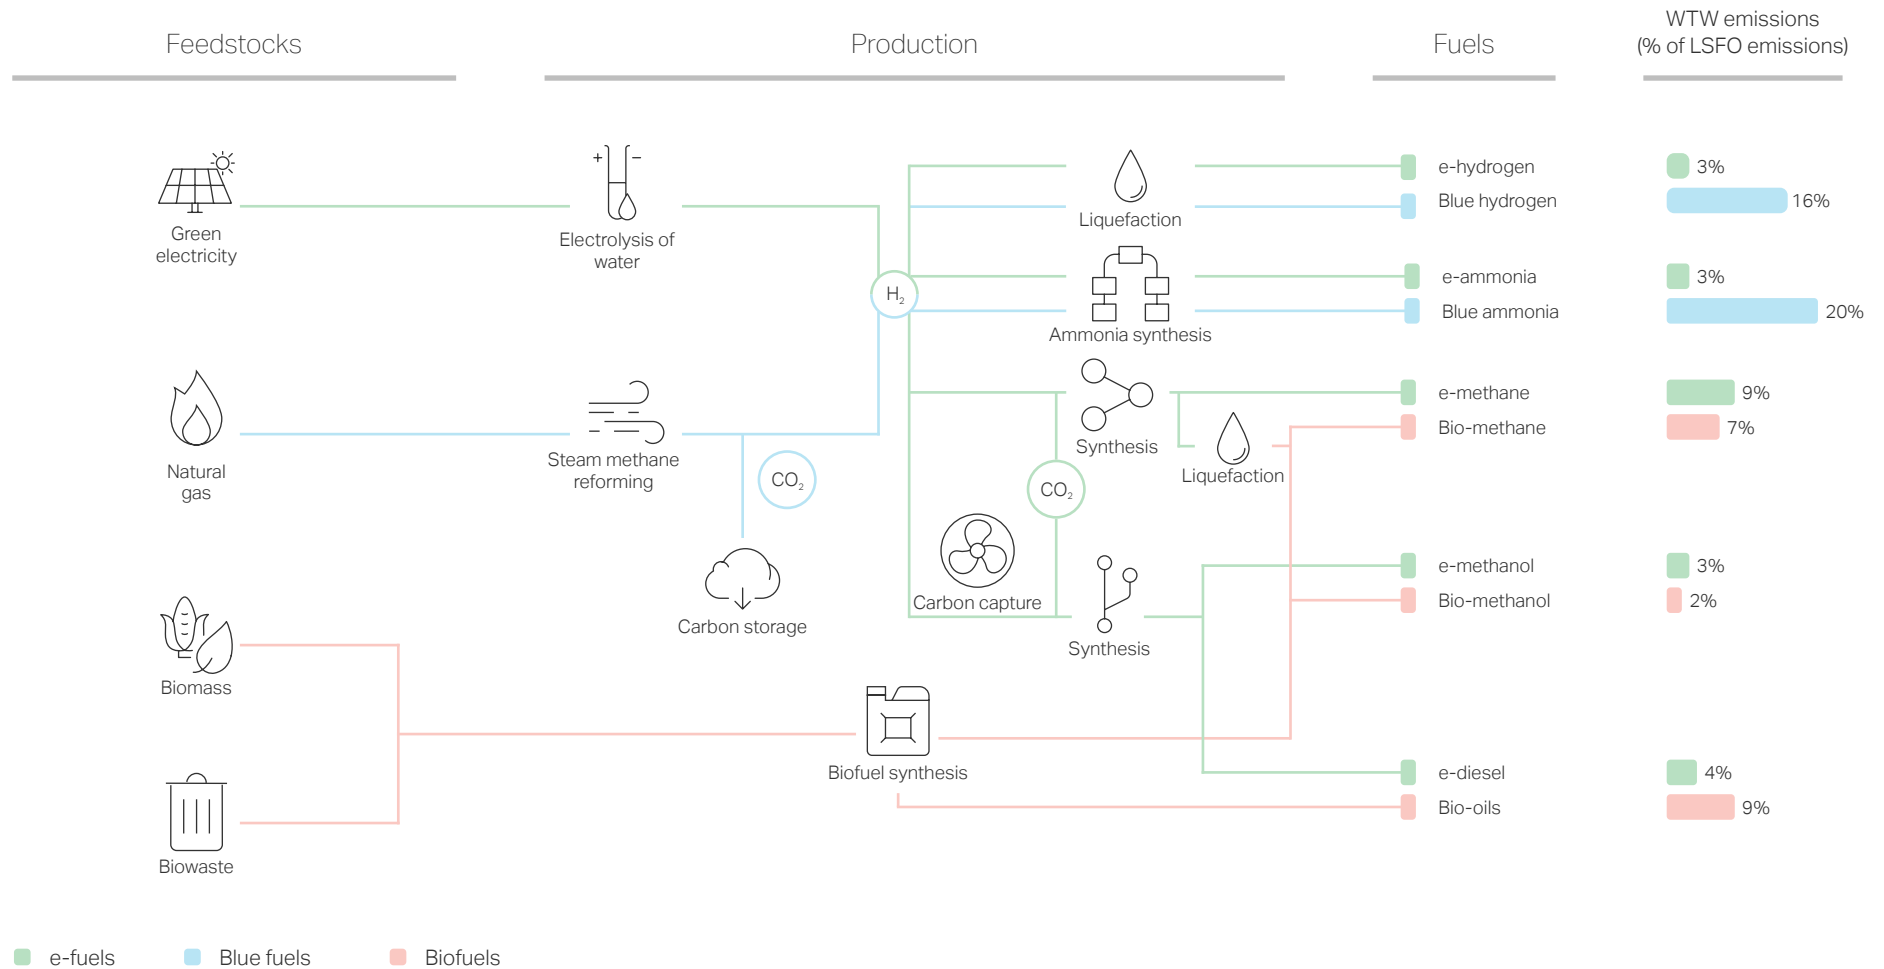 Feedstocks
Production
Fuels
WTW emissions
(% of LSFO emissions)
Green
electricity
+ −
Electrolysis of
water
H₂
Liquefaction
e-hydrogen
3%
Blue hydrogen
16%
Ammonia synthesis
e-ammonia
3%
Blue ammonia
20%
Natural
gas
Steam methane
reforming
CO₂
Carbon storage
Synthesis
Liquefaction
e-methane
9%
Bio-methane
7%
CO₂
Carbon capture
Synthesis
e-methanol
3%
Bio-methanol
2%
Biomass
Biowaste
Biofuel synthesis
e-diesel
4%
Bio-oils
9%
e-fuels
Blue fuels
Biofuels